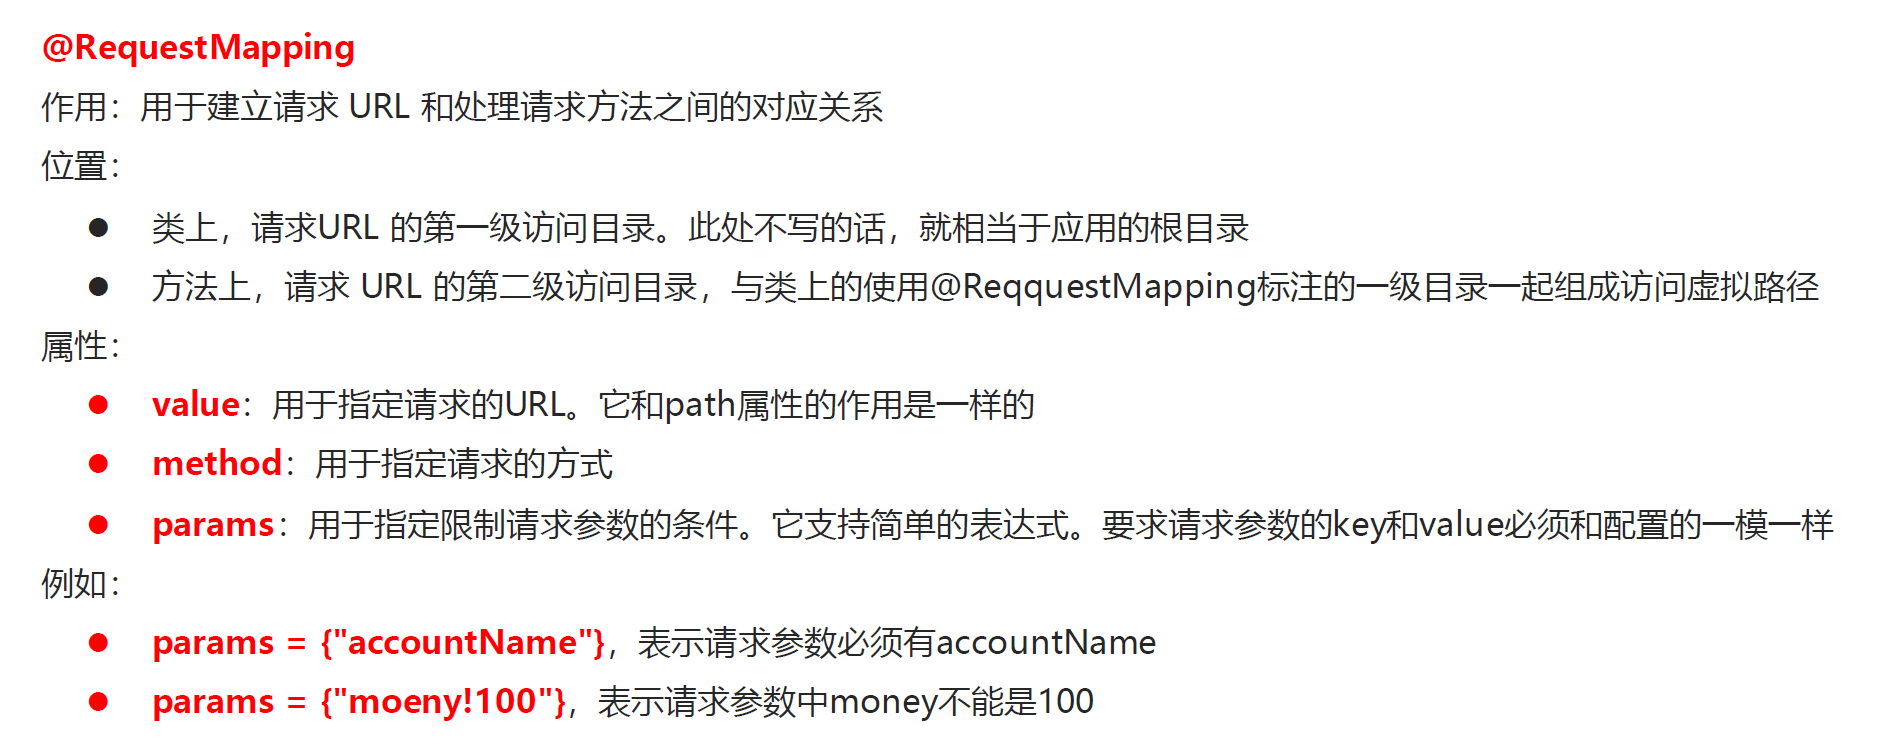 @RequestMapping
作用：用于建立请求 URL 和处理请求方法之间的对应关系
位置：
● 类上，请求URL 的第一级访问目录。此处不写的话，就相当于应用的根目录
● 方法上，请求 URL 的第二级访问目录，与类上的使用@ReqquestMapping标注的一级目录一起组成访问虚拟路径
属性：
● value：用于指定请求的URL。它和path属性的作用是一样的
● method：用于指定请求的方式
● params：用于指定限制请求参数的条件。它支持简单的表达式。要求请求参数的key和value必须和配置的一模一样
例如：
● params = {"accountName"}，表示请求参数必须有accountName
● params = {"moeny!100"}，表示请求参数中money不能是100